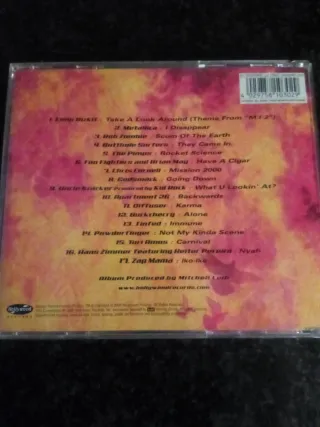 1 Limp Bizkit - Take A Look Around (Theme From "M:I-2")
2. Metallica - I Disappear
3. Rob Zombie - Scum Of The Earth
4. Butthole Surfers - They Came In
5. The Pimps - Rocket Science
6. Foo Fighters and Brian May - Have A Cigar
7. Chris Cornell - Mission 2000
8. Godsmack - Going Down
9. Uncle Kracker Produced by Kid Rock - What U Lookin' At?
10. Apartment 26 - Backwards
11. Diffuser - Karma
12. Buckcherry - Alone
13. Tinfed - Immune
14. Powderfinger - Not My Kinda Scene
15. Tori Amos - Carnival
16. Hans Zimmer featuring Heitor Pereira - Nyah
17. Zap Mama - Iko-Iko
Album Produced by Mitchell
www.hollywoodrecords.com